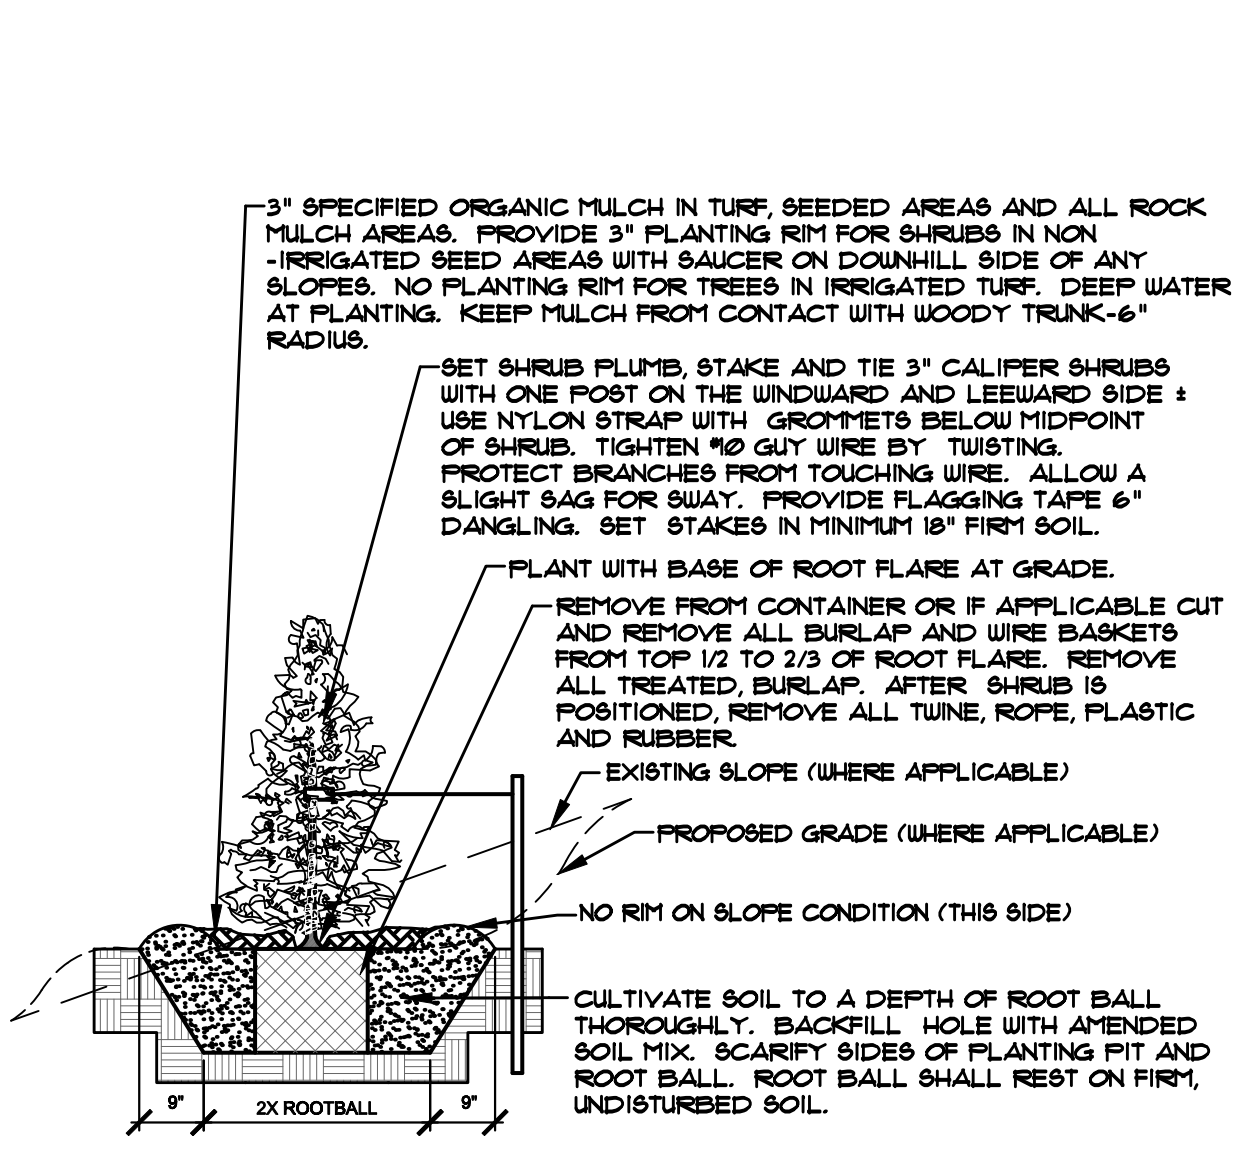 3" SPECIFIED ORGANIC MULCH IN TURF, SEEDED AREAS AND ALL ROCK
MULCH AREAS. PROVIDE 3" PLANTING RIM FOR SHRUBS IN NON
-IRRIGATED SEED AREAS WITH SAUCER ON DOWNHILL SIDE OF ANY
SLOPES. NO PLANTING RIM FOR TREES IN IRRIGATED TURF. DEEP WATER
AT PLANTING. KEEP MULCH FROM CONTACT WITH WOODY TRUNK-6"
RADIUS.
SET SHRUB PLUMB, STAKE AND TIE 3" CALIPER SHRUBS
WITH ONE POST ON THE WINDWARD AND LEEWARD SIDE ±
USE NYLON STRAP WITH GROMMETS BELOW MIDPOINT
OF SHRUB. TIGHTEN #10 GUY WIRE BY TWISTING.
PROTECT BRANCHES FROM TOUCHING WIRE. ALLOW A
SLIGHT SAG FOR SWAY. PROVIDE FLAGGING TAPE 6"
DANGLING. SET STAKES IN MINIMUM 18" FIRM SOIL.
PLANT WITH BASE OF ROOT FLARE AT GRADE.
REMOVE FROM CONTAINER OR IF APPLICABLE CUT
AND REMOVE ALL BURLAP AND WIRE BASKETS
FROM TOP 1/2 TO 2/3 OF ROOT FLARE. REMOVE
ALL TREATED, BURLAP. AFTER SHRUB IS
POSITIONED, REMOVE ALL TWINE, ROPE, PLASTIC
AND RUBBER.
EXISTING SLOPE (WHERE APPLICABLE)
PROPOSED GRADE (WHERE APPLICABLE)
NO RIM ON SLOPE CONDITION (THIS SIDE)
CULTIVATE SOIL TO A DEPTH OF ROOT BALL
THOROUGHLY. BACKFILL HOLE WITH AMENDED
SOIL MIX. SCARIFY SIDES OF PLANTING PIT AND
ROOT BALL. ROOT BALL SHALL REST ON FIRM,
UNDISTURBED SOIL.
9" 2X ROOTBALL 9"